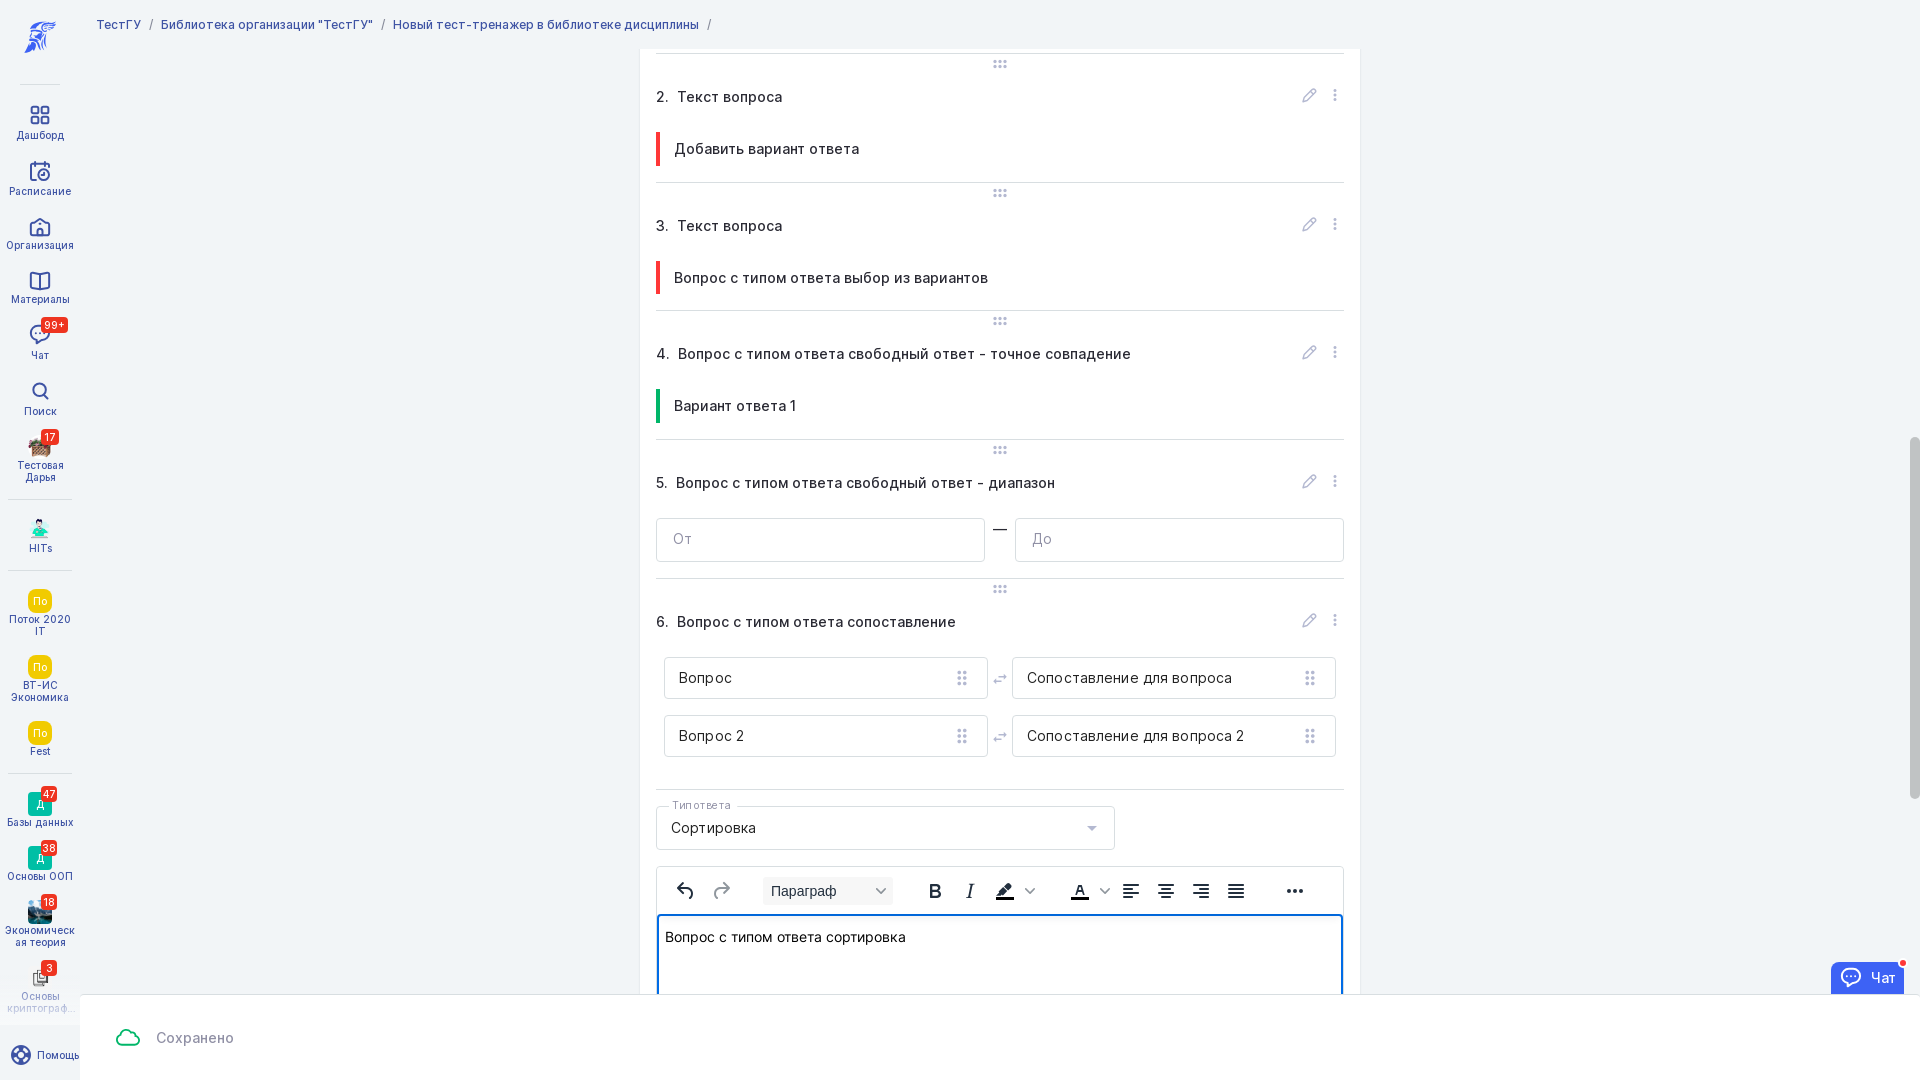 ТестГУ / Библиотека организации "ТестГУ" / Новый тест-тренажер в библиотеке дисциплины /
Дашборд
Расписание
Организация
Материалы
99+
Чат
Поиск
17
Тестовая
Дарья
HITs
По
Поток 2020
IT
По
ВТ-ИС
Экономика
По
Fest
47
Д
Базы данных
38
Д
Основы ООП
18
Экономическ
ая теория
3
Основы
криптограф...
Помощь
2. Текст вопроса
Добавить вариант ответа
3. Текст вопроса
Вопрос с типом ответа выбор из вариантов
4. Вопрос с типом ответа свободный ответ - точное совпадение
Вариант ответа 1
5. Вопрос с типом ответа свободный ответ - диапазон
От — До
6. Вопрос с типом ответа сопоставление
Вопрос Сопоставление для вопроса
Вопрос 2 Сопоставление для вопроса 2
Тип ответа
Сортировка
Параграф B I A
Вопрос с типом ответа сортировка
Чат
Сохранено